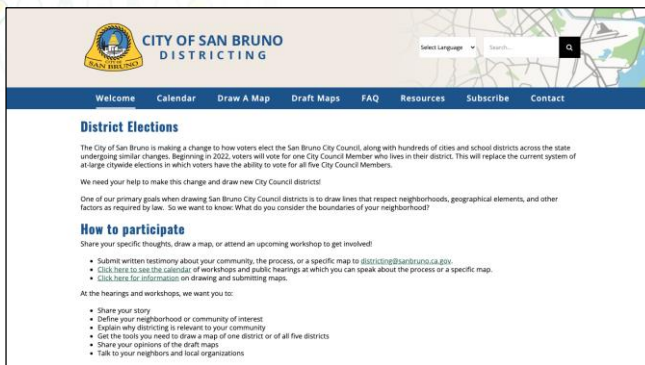 CITY OF SAN BRUNO
DISTRICTING
SAN BRUNO
Select Language
Search...
Welcome Calendar Draw A Map Draft Maps FAQ Resources Subscribe Contact
District Elections
The City of San Bruno is making a change to how voters elect the San Bruno City Council, along with hundreds of cities and school districts across the state
undergoing similar changes. Beginning in 2022, voters will vote for one City Council Member who lives in their district. This will replace the current system of
at-large citywide elections in which voters have the ability to vote for all five City Council Members.
We need your help to make this change and draw new City Council districts!
One of our primary goals when drawing San Bruno City Council districts is to draw lines that respect neighborhoods, geographical elements, and other
factors as required by law. So we want to know: What do you consider the boundaries of your neighborhood?
How to participate
Share your specific thoughts, draw a map, or attend an upcoming workshop to get involved!
• Submit written testimony about your community, the process, or a specific map to districting@sanbruno.ca.gov.
• Click here to see the calendar of workshops and public hearings at which you can speak about the process or a specific map.
• Click here for information on drawing and submitting maps.
At the hearings and workshops, we want you to:
• Share your story
• Define your neighborhood or community of interest
• Explain why districting is relevant to your community
• Get the tools you need to draw a map of one district or of all five districts
• Share your opinions of the draft maps
• Talk to your neighbors and local organizations